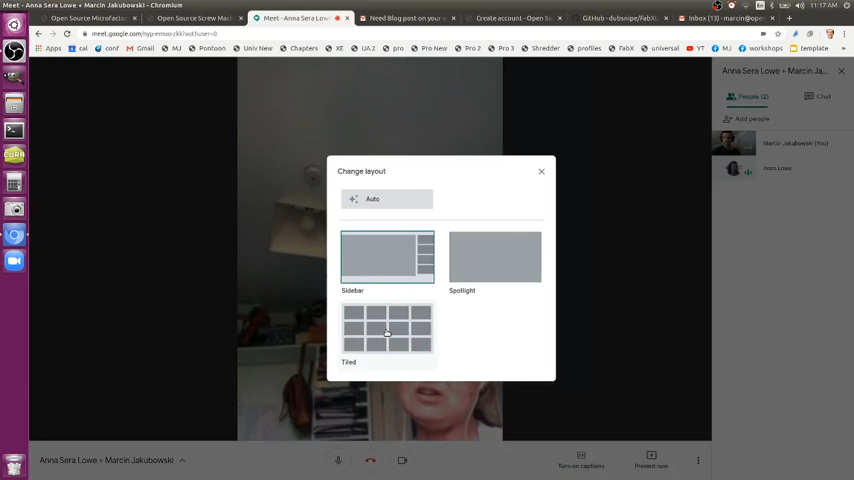 Meet - Anna Sera Lowe + Marcin Jakubowski - Chromium
11:17 AM
Open Source Microfactor
Open Source Screw Mach
Meet - Anna Sera Low
Need Blog post on your w
Create account - Open So
GitHub - dubsnipe/FabXL
Inbox (13) - marcin@open
meet.google.com/nyp-emuo-zkk?authuser=0
Apps
cal
conf
Gmail
MJ
Pontoon
Univ New
Chapters
XE
UA 2
pro
Pro New
Pro 2
Pro 3
Shredder
profiles
FabX
universal
YT
MJ
workshops
template
Anna Sera Lowe + Marcin Ja...
People (2)
Chat
Add people
Marcin Jakubowski (You)
Anna Lowe
Change layout
Auto
Sidebar
Spotlight
Tiled
CURA
Anna Sera Lowe + Marcin Jakubowski
Turn on captions
Present now